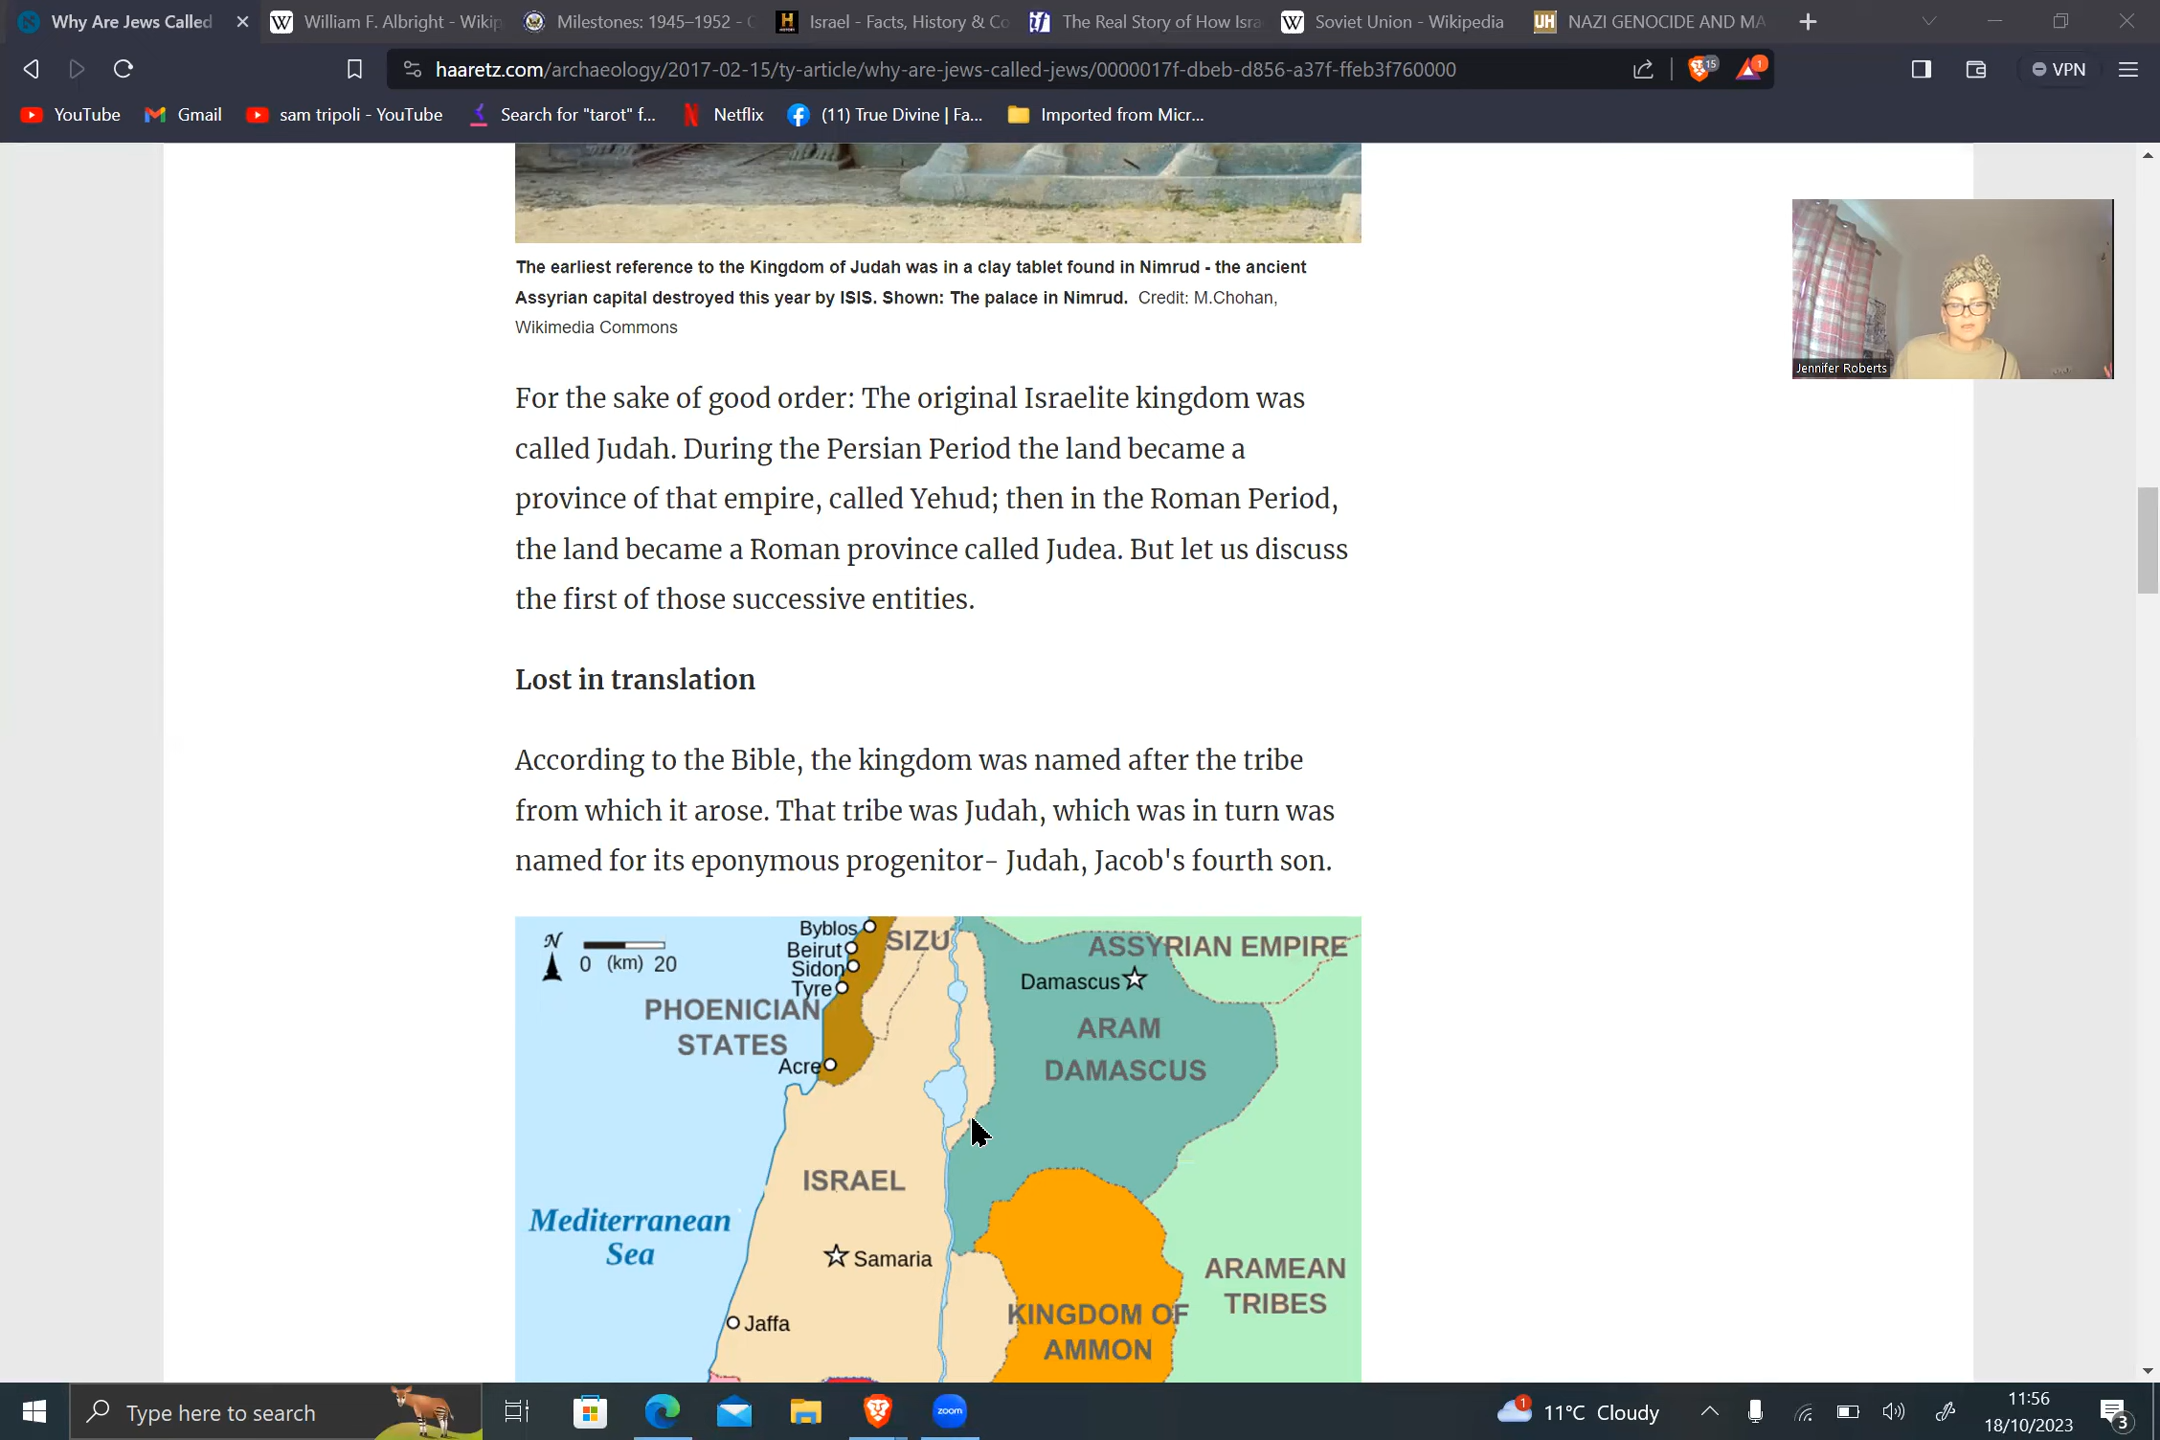 Why Are Jews Called
William F. Albright - Wikip
Milestones: 1945–1952 - O
Israel - Facts, History & Co
The Real Story of How Isra
Soviet Union - Wikipedia
UH NAZI GENOCIDE AND MA
haaretz.com/archaeology/2017-02-15/ty-article/why-are-jews-called-jews/0000017f-dbeb-d856-a37f-ffeb3f760000
15
1
VPN
YouTube
Gmail
sam tripoli - YouTube
Search for "tarot" f...
Netflix
(11) True Divine | Fa...
Imported from Micr...
The earliest reference to the Kingdom of Judah was in a clay tablet found in Nimrud - the ancient
Assyrian capital destroyed this year by ISIS. Shown: The palace in Nimrud. Credit: M.Chohan,
Wikimedia Commons
Jennifer Roberts
For the sake of good order: The original Israelite kingdom was
called Judah. During the Persian Period the land became a
province of that empire, called Yehud; then in the Roman Period,
the land became a Roman province called Judea. But let us discuss
the first of those successive entities.
Lost in translation
According to the Bible, the kingdom was named after the tribe
from which it arose. That tribe was Judah, which was in turn was
named for its eponymous progenitor- Judah, Jacob's fourth son.
N
0 (km) 20
Byblos
Beirut
Sidon
Tyre
SIZU
ASSYRIAN EMPIRE
Damascus
PHOENICIAN
STATES
Acre
ARAM
DAMASCUS
ISRAEL
Mediterranean
Sea
Samaria
Jaffa
KINGDOM OF
AMMON
ARAMEAN
TRIBES
Type here to search
zoom
1
11°C Cloudy
11:56
18/10/2023
3